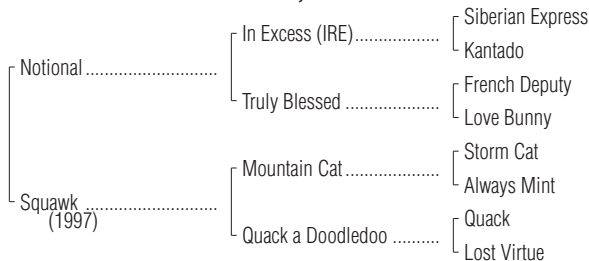 Siberian Express
In Excess (IRE)..................
Kantado
Notional ............................
French Deputy
Truly Blessed ....................
Love Bunny
Storm Cat
Mountain Cat....................
Always Mint
Squawk ............................
(1997)
Quack
Quack a Doodledoo ..........
Lost Virtue